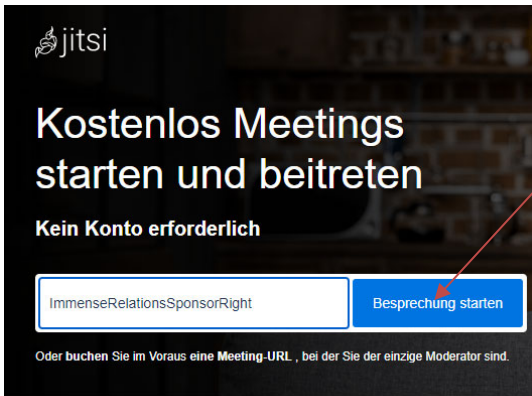 jitsi
Kostenlos Meetings
starten und beitreten
Kein Konto erforderlich
ImmenseRelationsSponsorRight
Besprechung starten
Oder buchen Sie im Voraus eine Meeting-URL , bei der Sie der einzige Moderator sind.